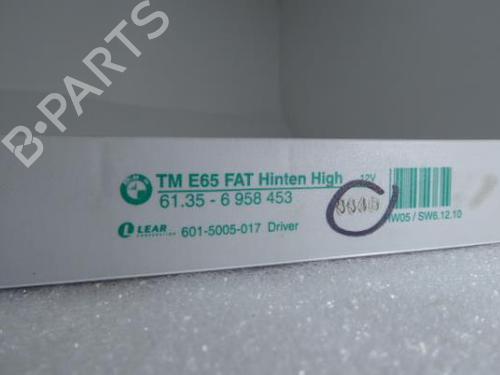 B-PARTS
TM E65 FAT Hinten High 12V
61.35 - 6 958 453
HW05 / SW6.12.10
LEAR
CORPORATION
601-5005-017 Driver